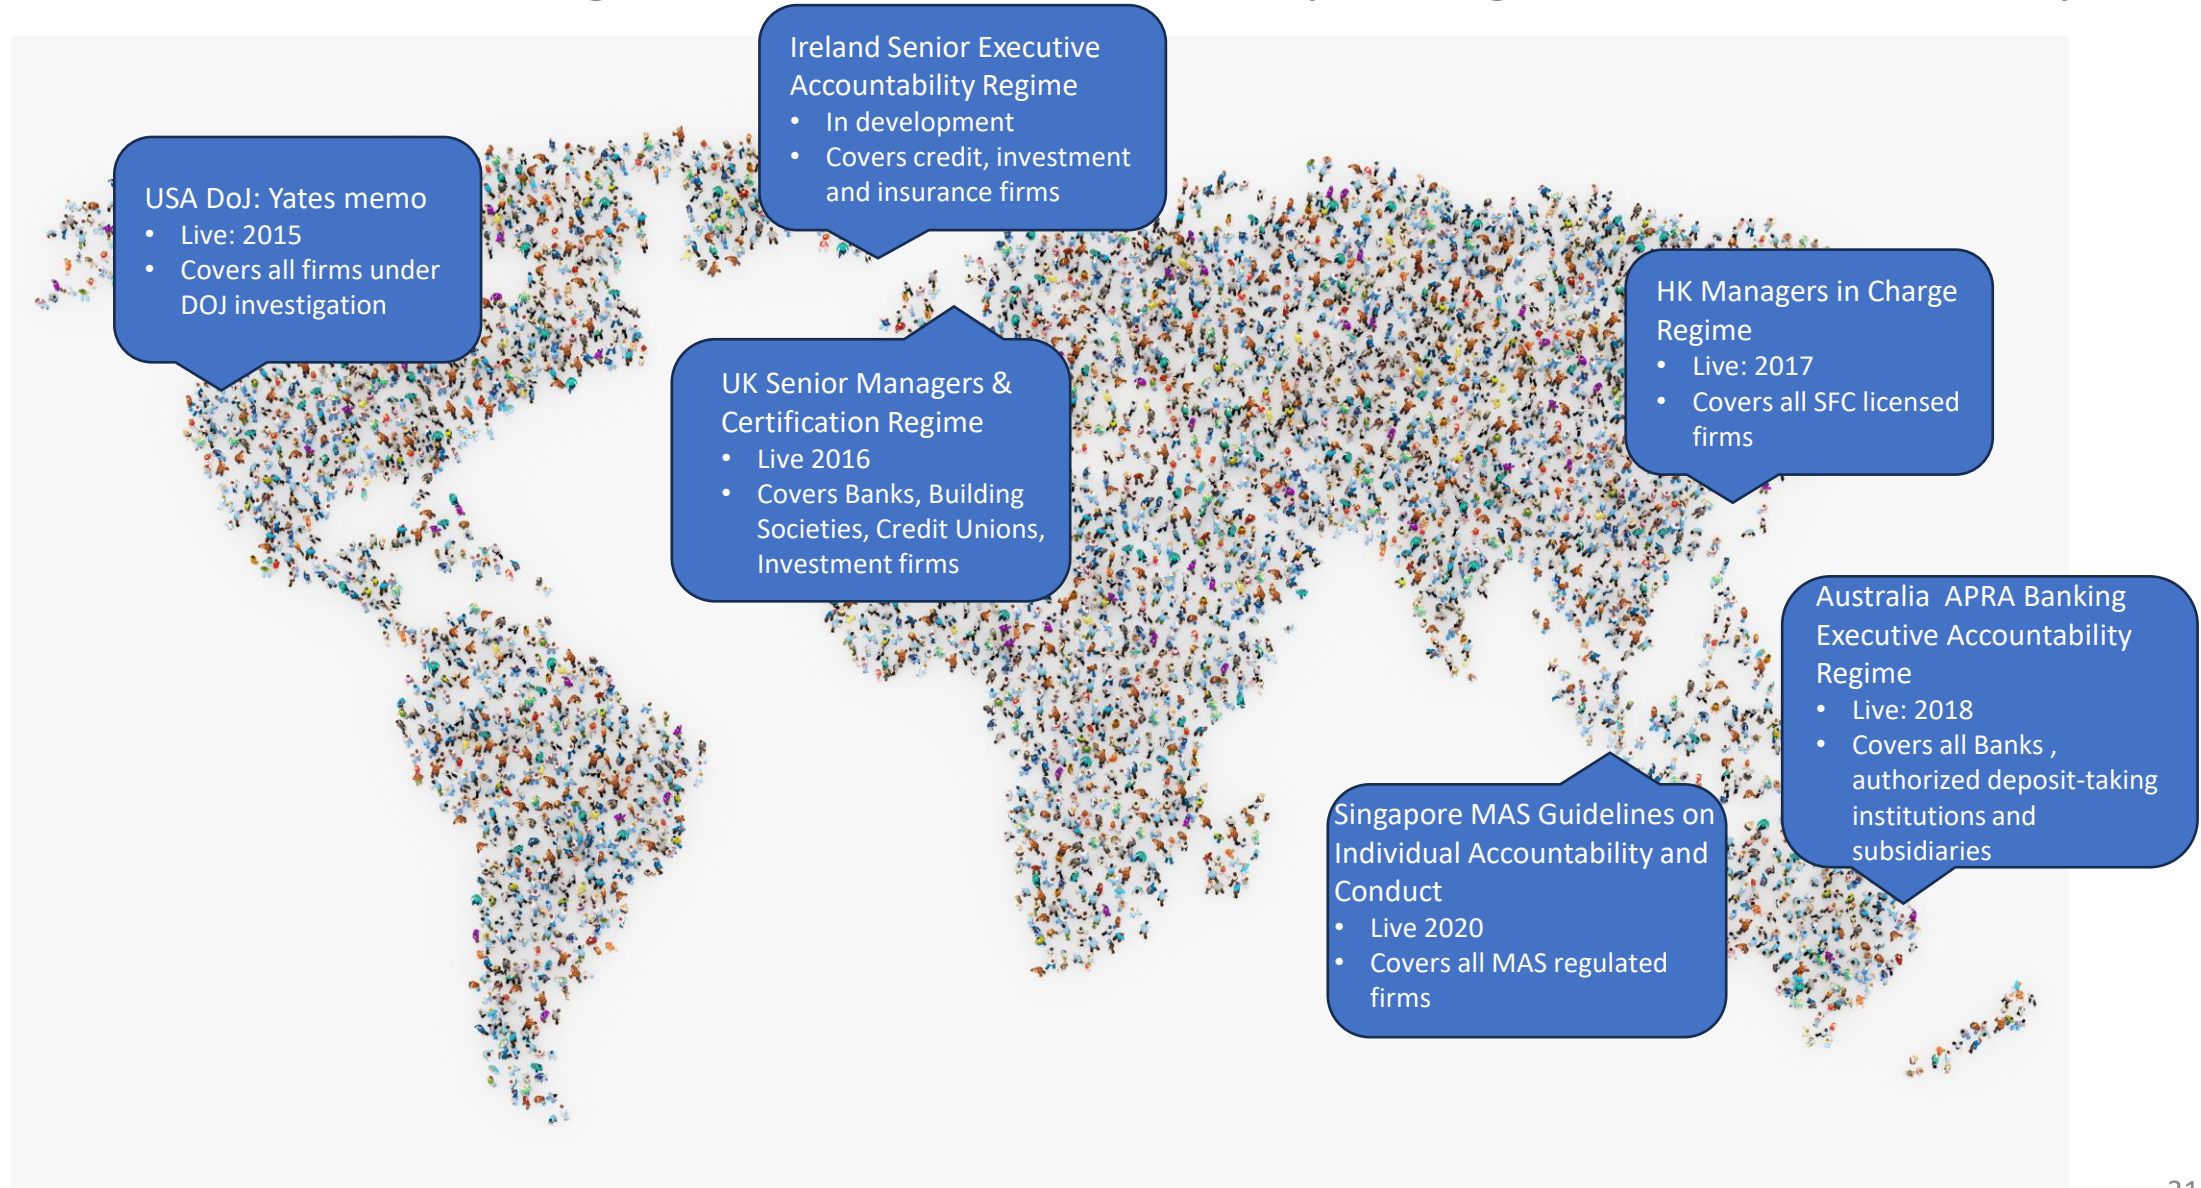 Ireland Senior Executive
Accountability Regime
• In development
• Covers credit, investment
and insurance firms
USA DoJ: Yates memo
• Live: 2015
• Covers all firms under
DOJ investigation
HK Managers in Charge
Regime
• Live: 2017
• Covers all SFC licensed
firms
UK Senior Managers &
Certification Regime
• Live 2016
• Covers Banks, Building
Societies, Credit Unions,
Investment firms
Australia APRA Banking
Executive Accountability
Regime
• Live: 2018
• Covers all Banks ,
authorized deposit-taking
institutions and
subsidiaries
Singapore MAS Guidelines on
Individual Accountability and
Conduct
• Live 2020
• Covers all MAS regulated
firms